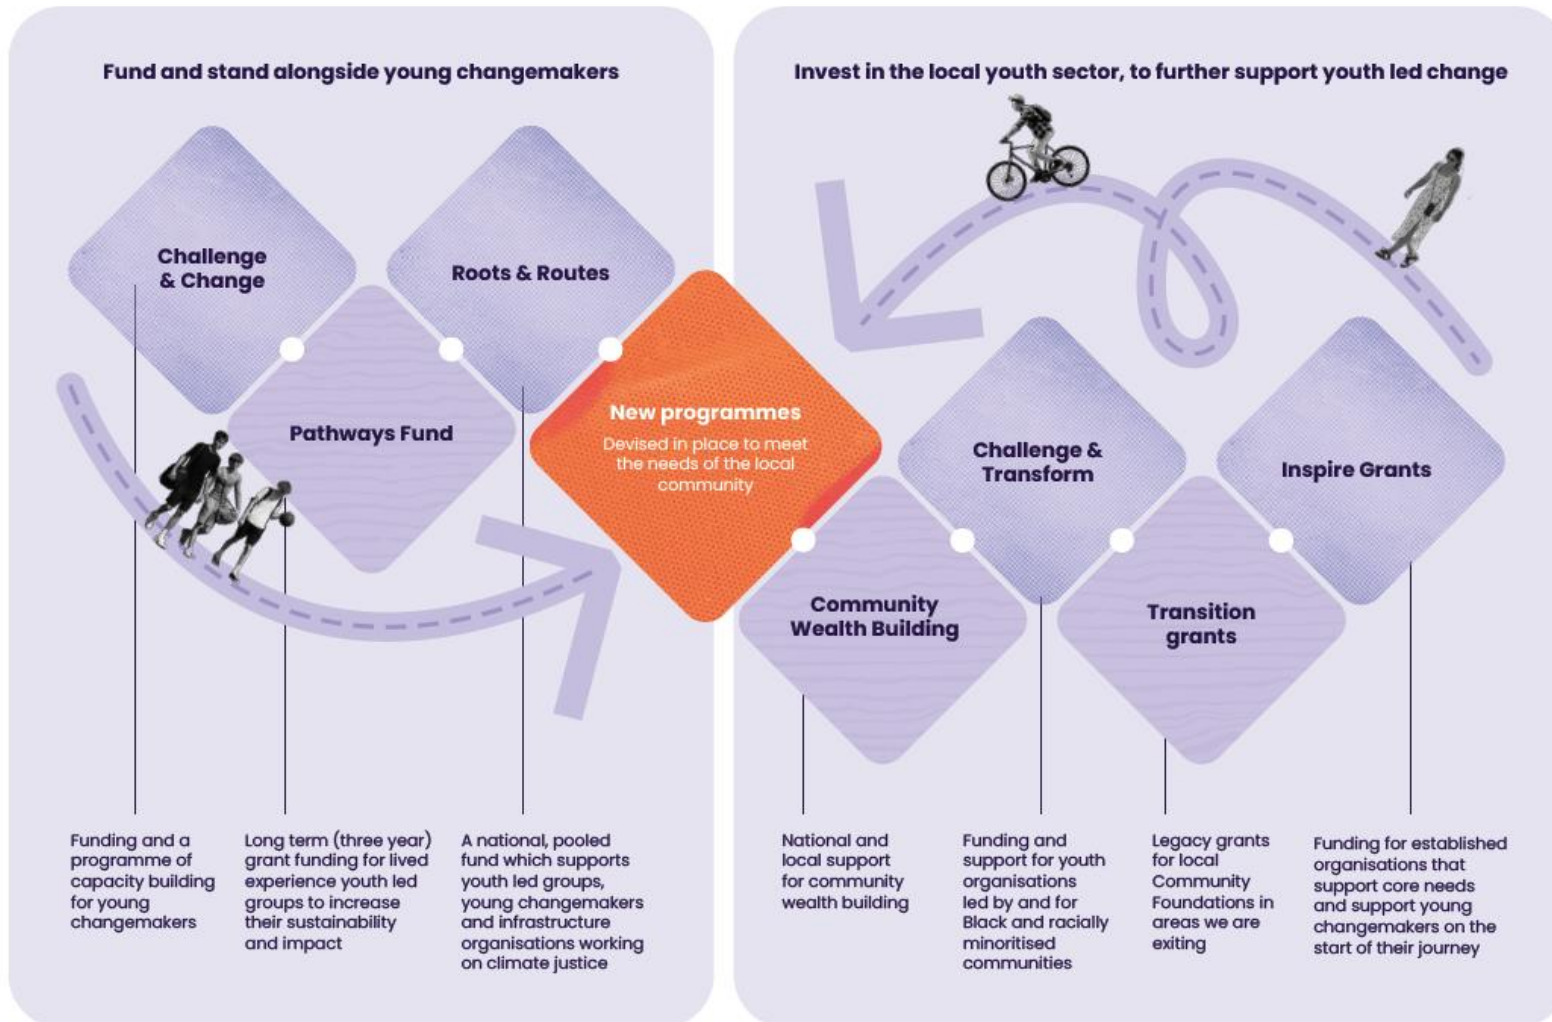 Fund and stand alongside young changemakers
Challenge
& Change
Roots & Routes
Pathways Fund
New programmes
Devised in place to meet
the needs of the local
community
Funding and a
programme of
capacity building
for young
changemakers
Long term (three year)
grant funding for lived
experience youth led
groups to increase
their sustainability
and impact
A national, pooled
fund which supports
youth led groups,
young changemakers
and infrastructure
organisations working
on climate justice
Invest in the local youth sector, to further support youth led change
Community
Wealth Building
Challenge &
Transform
Transition
grants
Inspire Grants
National and
local support
for community
wealth building
Funding and
support for youth
organisations
led by and for
Black and racially
minoritised
communities
Legacy grants
for local
Community
Foundations in
areas we are
exiting
Funding for established
organisations that
support core needs
and support young
changemakers on the
start of their journey